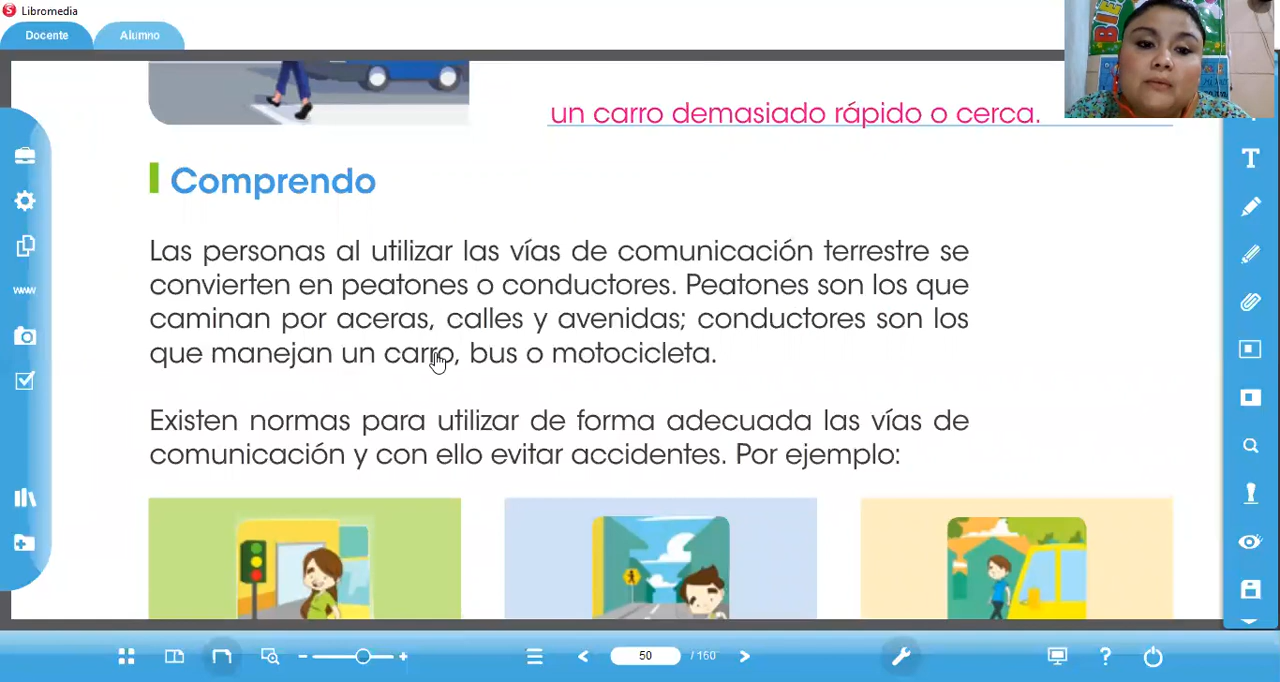 Libromedia
Docente
Alumno
un carro demasiado rápido o cerca.
Comprendo
Las personas al utilizar las vías de comunicación terrestre se
convierten en peatones o conductores. Peatones son los que
caminan por aceras, calles y avenidas; conductores son los
que manejan un carro, bus o motocicleta.
Existen normas para utilizar de forma adecuada las vías de
comunicación y con ello evitar accidentes. Por ejemplo:
www
T
50
/ 160
?